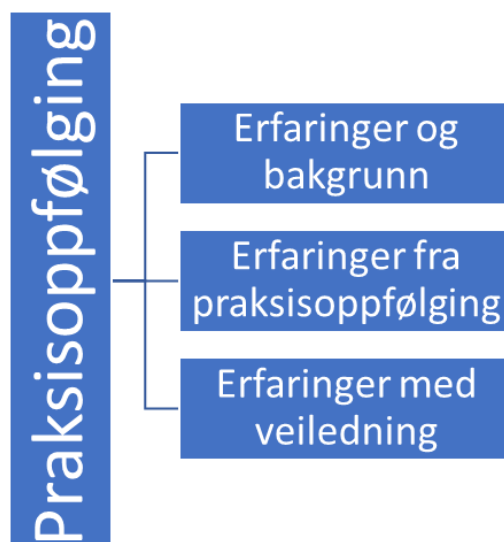 Praksisoppfølging
Erfaringer og
bakgrunn
Erfaringer fra
praksisoppfølging
Erfaringer med
veiledning